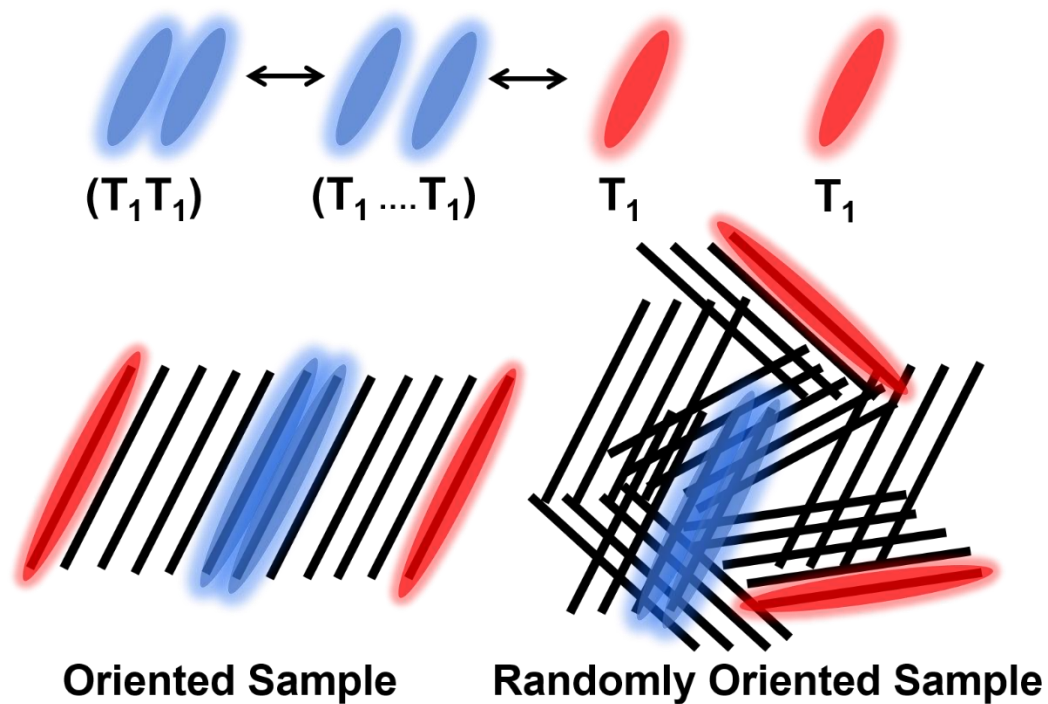 (T₁T₁) (T₁ .... T₁) T₁ T₁
Oriented Sample Randomly Oriented Sample